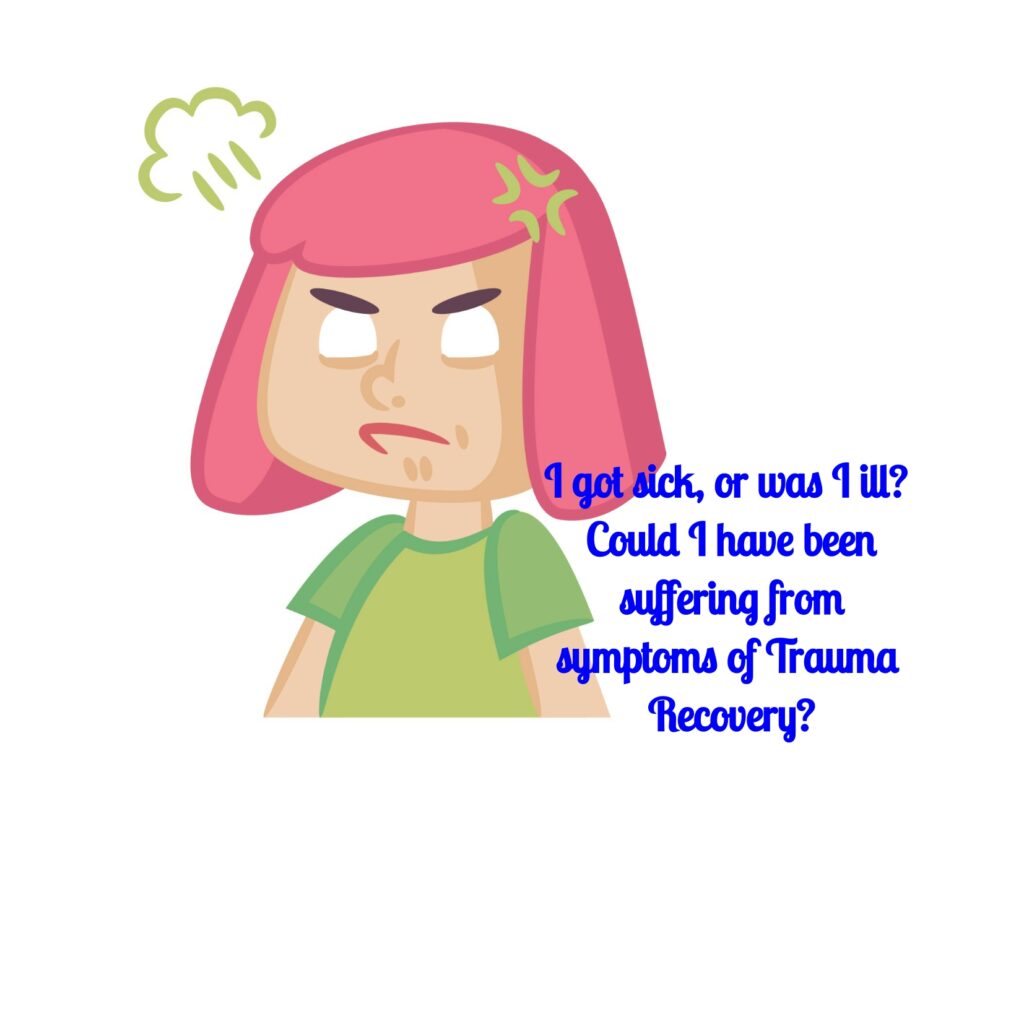 I got sick, or was I ill?
Could I have been
suffering from
symptoms of Trauma
Recovery?